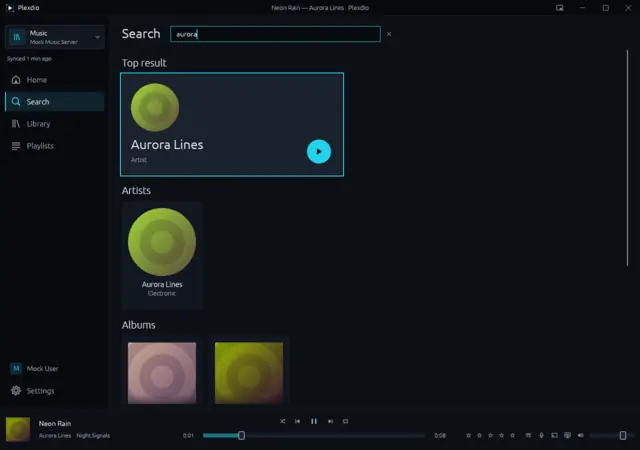 Plexdio
Neon Rain — Aurora Lines · Plexdio
Music
Mock Music Server
Synced 1 min ago
Home
Search
Library
Playlists
Search
aurora
Top result
Aurora Lines
Artist
Artists
Aurora Lines
Electronic
Albums
M
Mock User
Settings
Neon Rain
Aurora Lines Night Signals
0:01
0:08